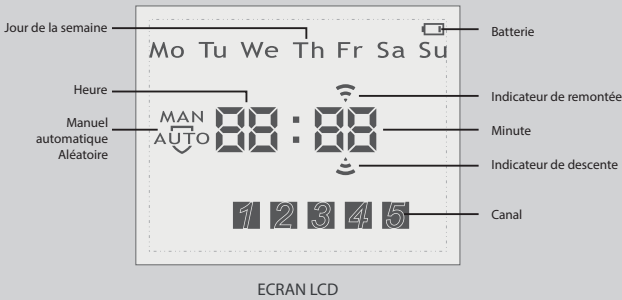 Jour de la semaine
Batterie
Mo Tu We Th Fr Sa Su
Heure
Indicateur de remontée
Manuel
automatique
Aléatoire
MAN
AUTO
88:88
Minute
Indicateur de descente
1 2 3 4 5
Canal
ECRAN LCD